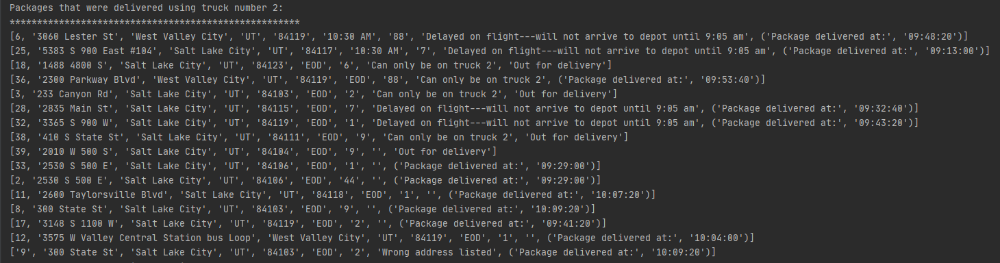 Packages that were delivered using truck number 2:
*****************************************************
[6, '3060 Lester St', 'West Valley City', 'UT', '84119', '10:30 AM', '88', 'Delayed on flight---will not arrive to depot until 9:05 am', ('Package delivered at:', '09:48:20')]
[25, '5383 S 900 East #104', 'Salt Lake City', 'UT', '84117', '10:30 AM', '7', 'Delayed on flight---will not arrive to depot until 9:05 am', ('Package delivered at:', '09:13:00')]
[18, '1488 4800 S', 'Salt Lake City', 'UT', '84123', 'EOD', '6', 'Can only be on truck 2', 'Out for delivery']
[36, '2300 Parkway Blvd', 'West Valley City', 'UT', '84119', 'EOD', '88', 'Can only be on truck 2', ('Package delivered at:', '09:53:40')]
[3, '233 Canyon Rd', 'Salt Lake City', 'UT', '84103', 'EOD', '2', 'Can only be on truck 2', 'Out for delivery']
[28, '2835 Main St', 'Salt Lake City', 'UT', '84115', 'EOD', '7', 'Delayed on flight---will not arrive to depot until 9:05 am', ('Package delivered at:', '09:32:40')]
[32, '3365 S 900 W', 'Salt Lake City', 'UT', '84119', 'EOD', '1', 'Delayed on flight---will not arrive to depot until 9:05 am', ('Package delivered at:', '09:43:20')]
[38, '410 S State St', 'Salt Lake City', 'UT', '84111', 'EOD', '9', 'Can only be on truck 2', 'Out for delivery']
[39, '2010 W 500 S', 'Salt Lake City', 'UT', '84104', 'EOD', '9', '', 'Out for delivery']
[33, '2530 S 500 E', 'Salt Lake City', 'UT', '84106', 'EOD', '1', '', ('Package delivered at:', '09:29:00')]
[2, '2530 S 500 E', 'Salt Lake City', 'UT', '84106', 'EOD', '44', '', ('Package delivered at:', '09:29:00')]
[11, '2600 Taylorsville Blvd', 'Salt Lake City', 'UT', '84118', 'EOD', '1', '', ('Package delivered at:', '10:07:20')]
[8, '300 State St', 'Salt Lake City', 'UT', '84103', 'EOD', '9', '', ('Package delivered at:', '10:09:20')]
[17, '3148 S 1100 W', 'Salt Lake City', 'UT', '84119', 'EOD', '2', '', ('Package delivered at:', '09:41:20')]
[12, '3575 W Valley Central Station bus Loop', 'West Valley City', 'UT', '84119', 'EOD', '1', '', ('Package delivered at:', '10:04:00')]
['9', '300 State St', 'Salt Lake City', 'UT', '84103', 'EOD', '2', 'Wrong address listed', ('Package delivered at:', '10:09:20')]